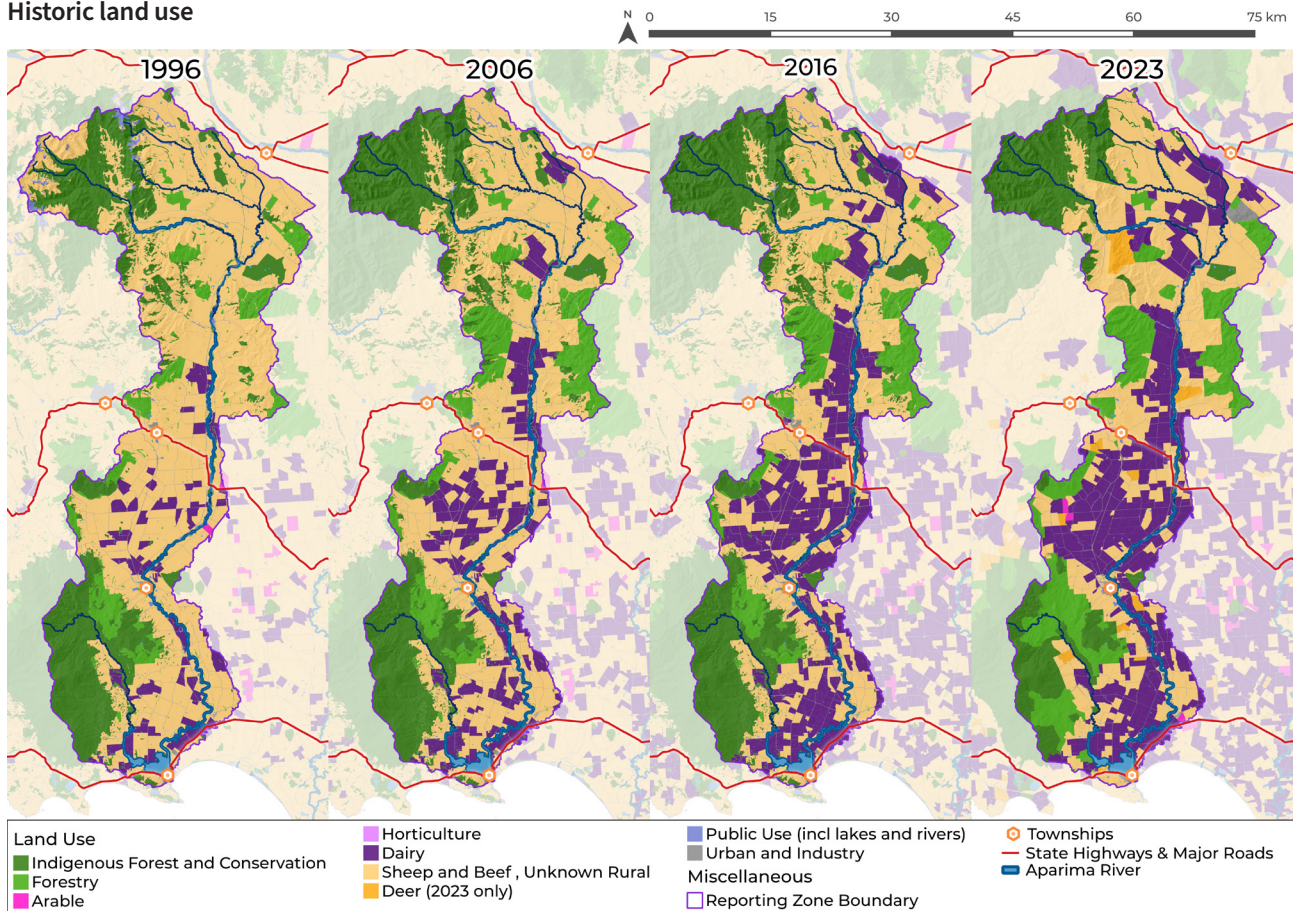 Historic land use
N 0 15 30 45 60 75 km
1996 2006 2016 2023
Land Use
Indigenous Forest and Conservation
Forestry
Arable
Horticulture
Dairy
Sheep and Beef , Unknown Rural
Deer (2023 only)
Public Use (incl lakes and rivers)
Urban and Industry
Miscellaneous
Reporting Zone Boundary
Townships
State Highways & Major Roads
Aparima River